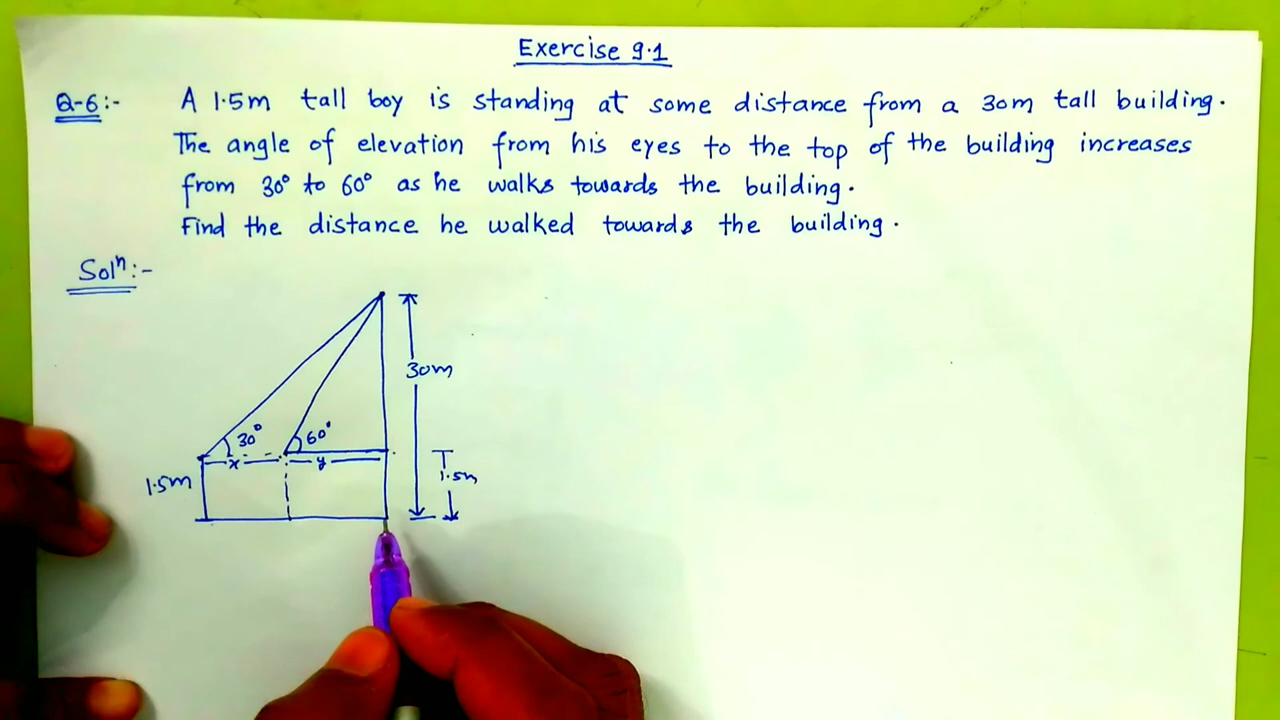 Exercise 9.1
Q-6:- A 1.5m tall boy is standing at some distance from a 30m tall building.
The angle of elevation from his eyes to the top of the building increases
from 30° to 60° as he walks towards the building.
Find the distance he walked towards the building.
Solⁿ:-
30m
30° 60°
x y
1.5m 1.5m